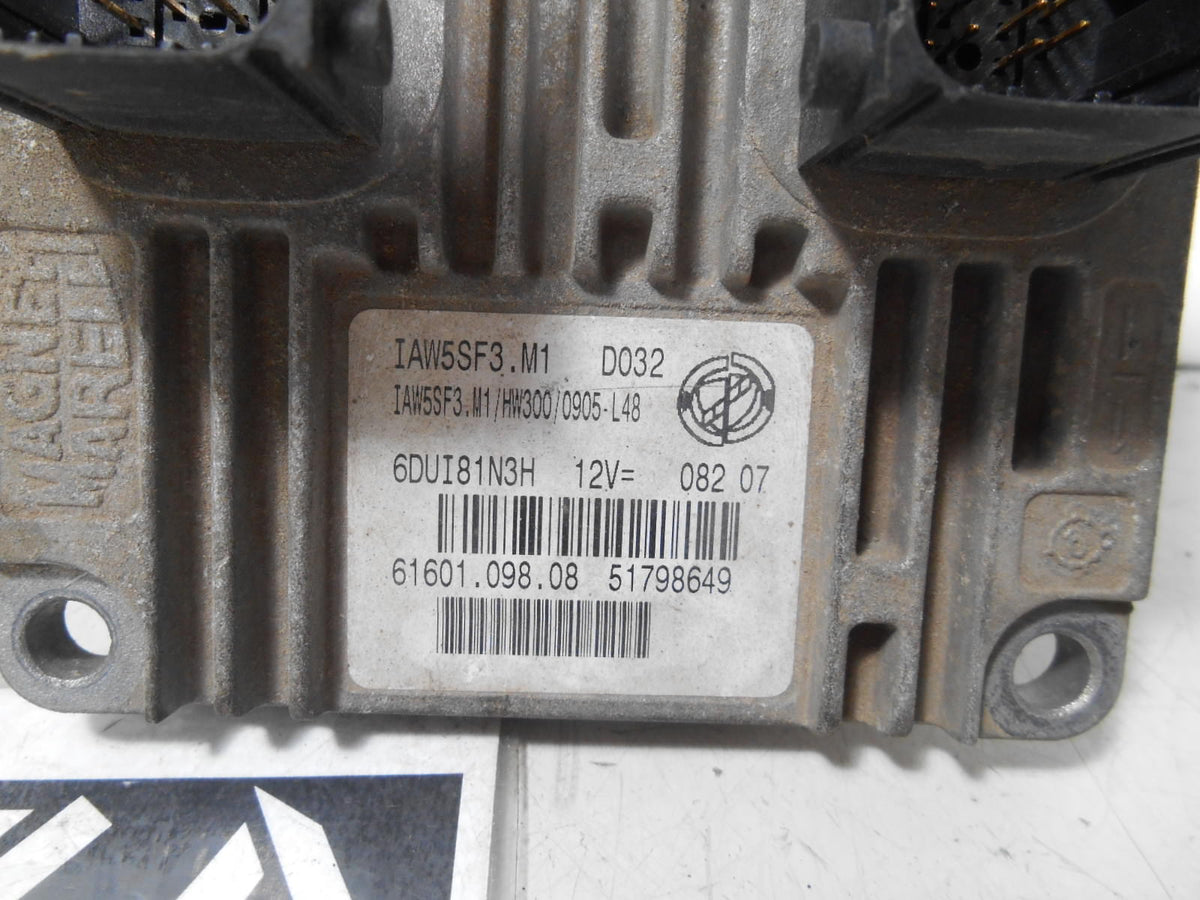 MAGNETI
MARELLI
IAW5SF3.M1 D032
IAW5SF3.M1/HW300/0905-L48
6DUI81N3H 12V= 082 07
61601.098.08 51798649